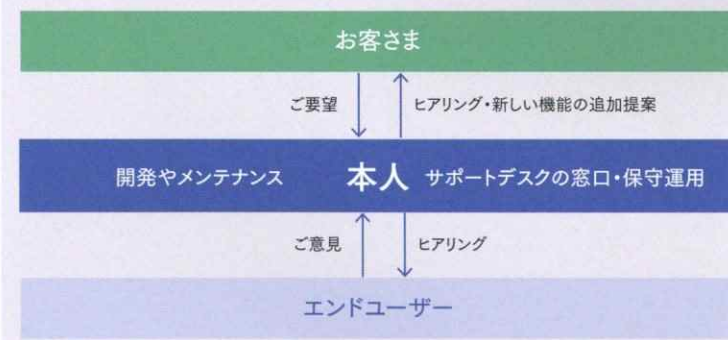 お客さま
ご要望
ヒアリング・新しい機能の追加提案
開発やメンテナンス 本人 サポートデスクの窓口・保守運用
ご意見
ヒアリング
エンドユーザー